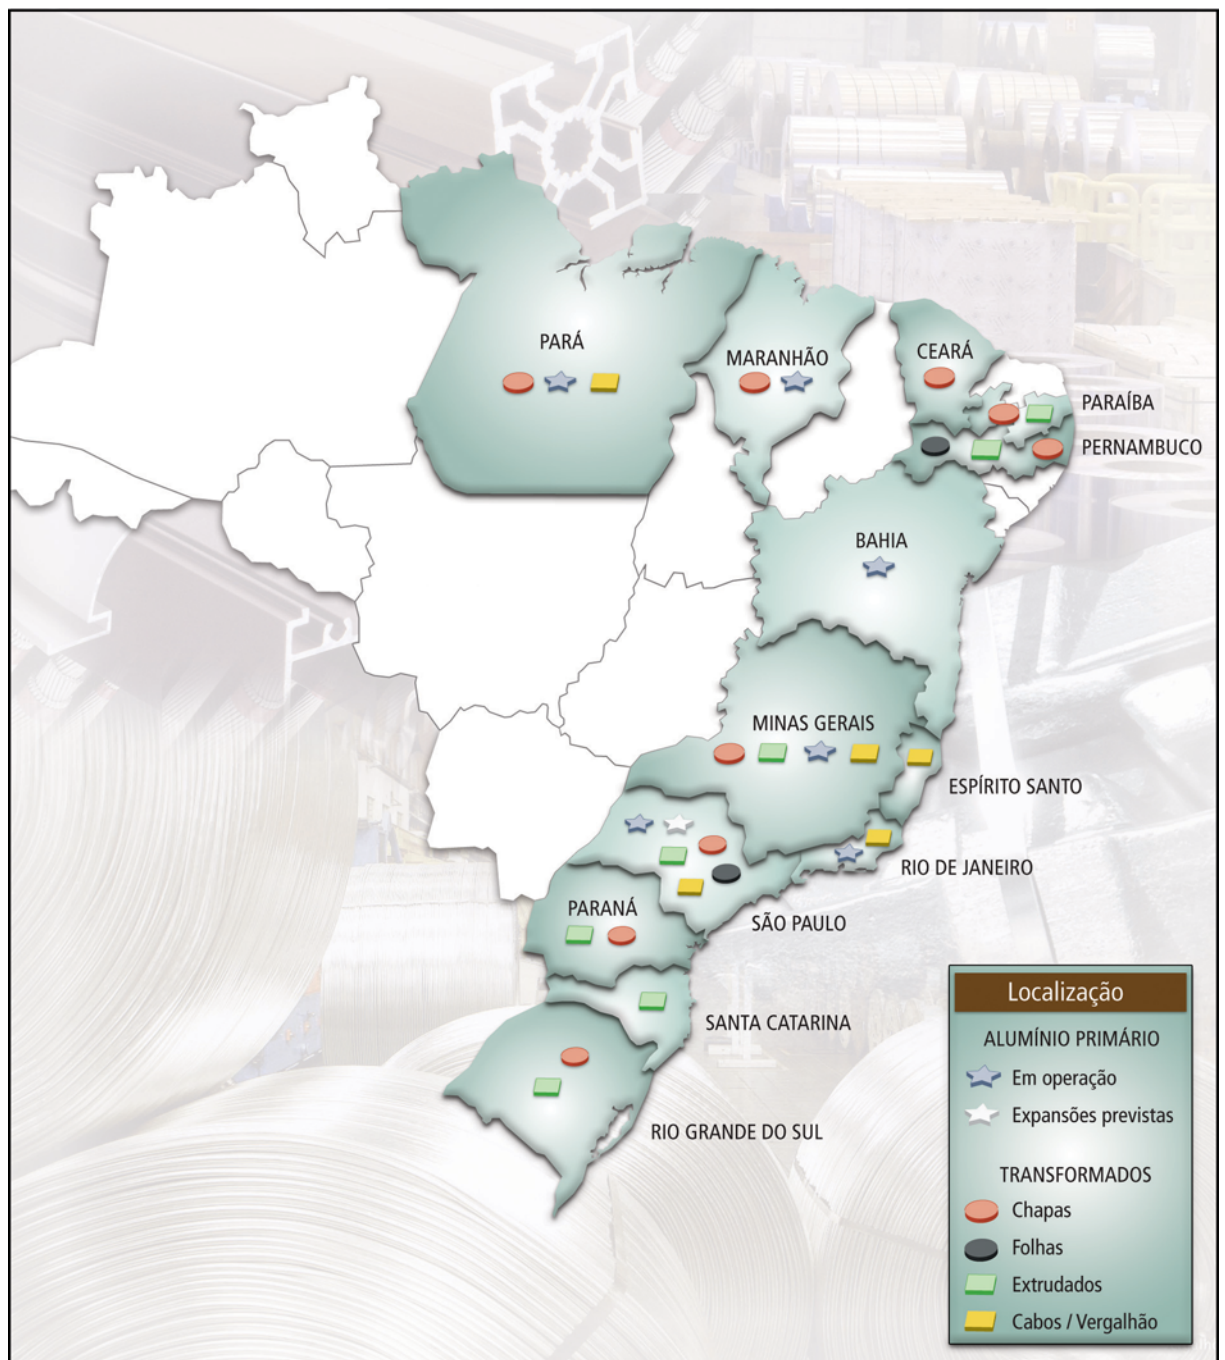 PARÁ
MARANHÃO
CEARÁ
PARAÍBA
PERNAMBUCO
BAHIA
MINAS GERAIS
ESPÍRITO SANTO
RIO DE JANEIRO
SÃO PAULO
PARANÁ
SANTA CATARINA
RIO GRANDE DO SUL
Localização
ALUMÍNIO PRIMÁRIO
Em operação
Expansões previstas
TRANSFORMADOS
Chapas
Folhas
Extrudados
Cabos / Vergalhão